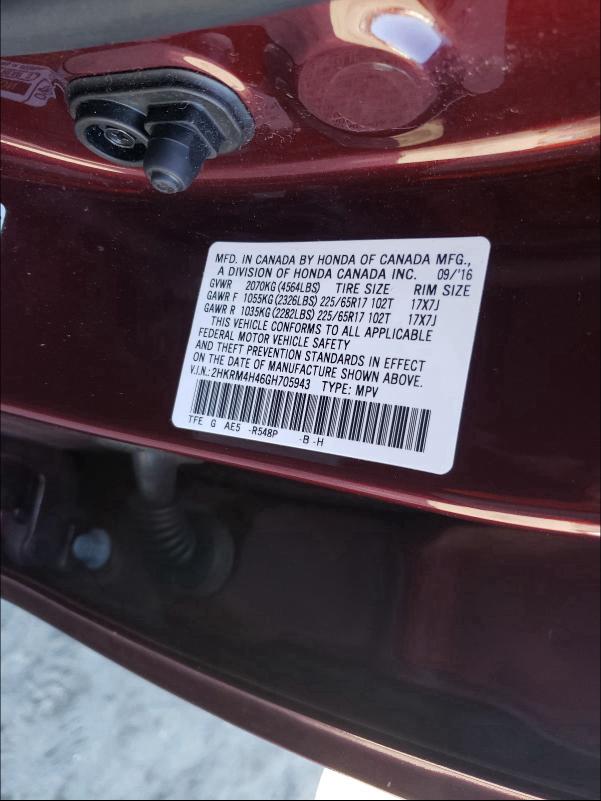 MFD. IN CANADA BY HONDA OF CANADA MFG.,
A DIVISION OF HONDA CANADA INC. 09/'16
GVWR 2070KG (4564LBS) TIRE SIZE RIM SIZE
GAWR F 1055KG (2326LBS) 225/65R17 102T 17X7J
GAWR R 1035KG (2282LBS) 225/65R17 102T 17X7J
THIS VEHICLE CONFORMS TO ALL APPLICABLE
FEDERAL MOTOR VEHICLE SAFETY
AND THEFT PREVENTION STANDARDS IN EFFECT
ON THE DATE OF MANUFACTURE SHOWN ABOVE.
V.I.N.:2HKRM4H46GH705943 TYPE: MPV
TFE G AE5 -R548P -B -H